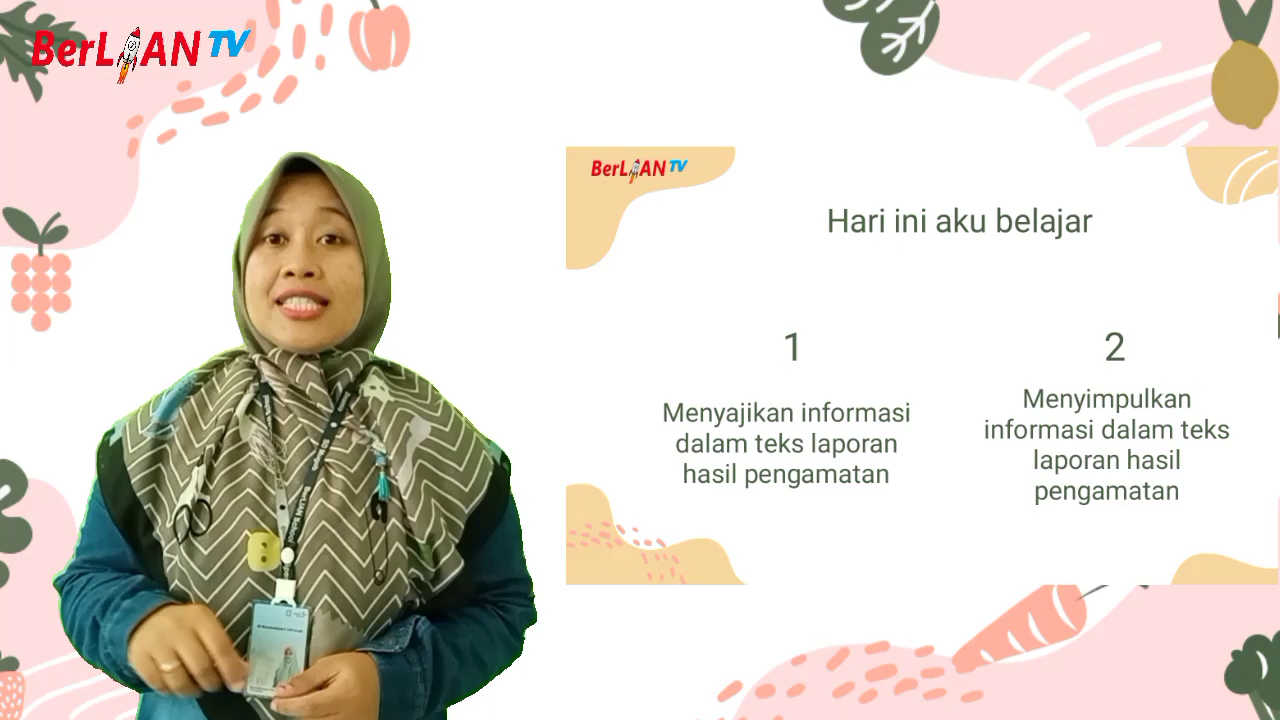 BerLIAN TV
BerLIAN TV
Hari ini aku belajar
1
Menyajikan informasi
dalam teks laporan
hasil pengamatan
2
Menyimpulkan
informasi dalam teks
laporan hasil
pengamatan